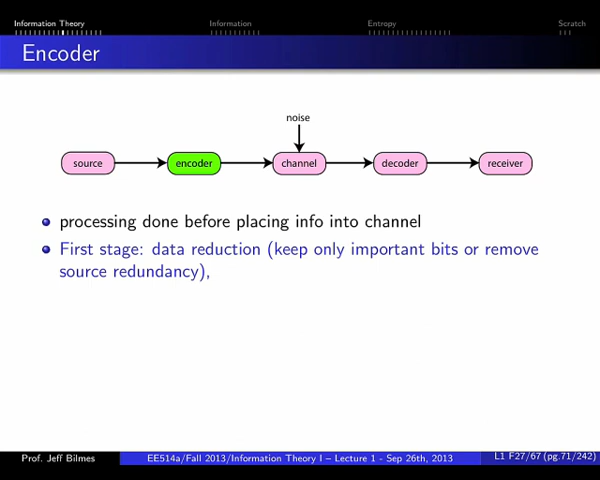 Information Theory Information Entropy Scratch
Encoder
noise
source encoder channel decoder receiver
processing done before placing info into channel
First stage: data reduction (keep only important bits or remove
source redundancy),
Prof. Jeff Bilmes EE514a/Fall 2013/Information Theory I – Lecture 1 - Sep 26th, 2013 L1 F27/67 (pg.71/242)